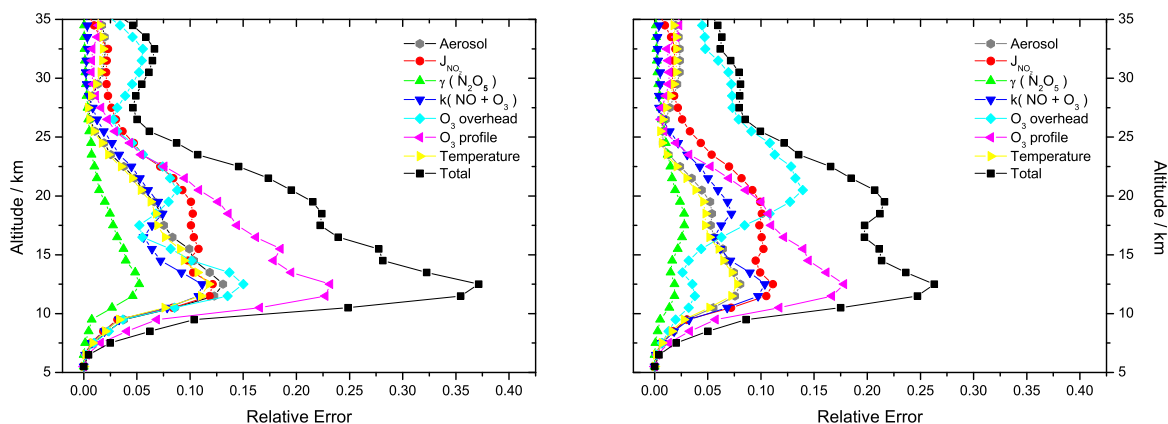 35
30
25
20
15
10
5
Altitude / km
0.00 0.05 0.10 0.15 0.20 0.25 0.30 0.35 0.40
Relative Error
Aerosol
J_NO2
γ ( N₂O₅ )
k( NO + O₃ )
O₃ overhead
O₃ profile
Temperature
Total
0.00 0.05 0.10 0.15 0.20 0.25 0.30 0.35 0.40
Relative Error
Aerosol
J_NO2
γ ( N₂O₅ )
k( NO + O₃ )
O₃ overhead
O₃ profile
Temperature
Total
35
30
25
20
15
10
5
Altitude / km